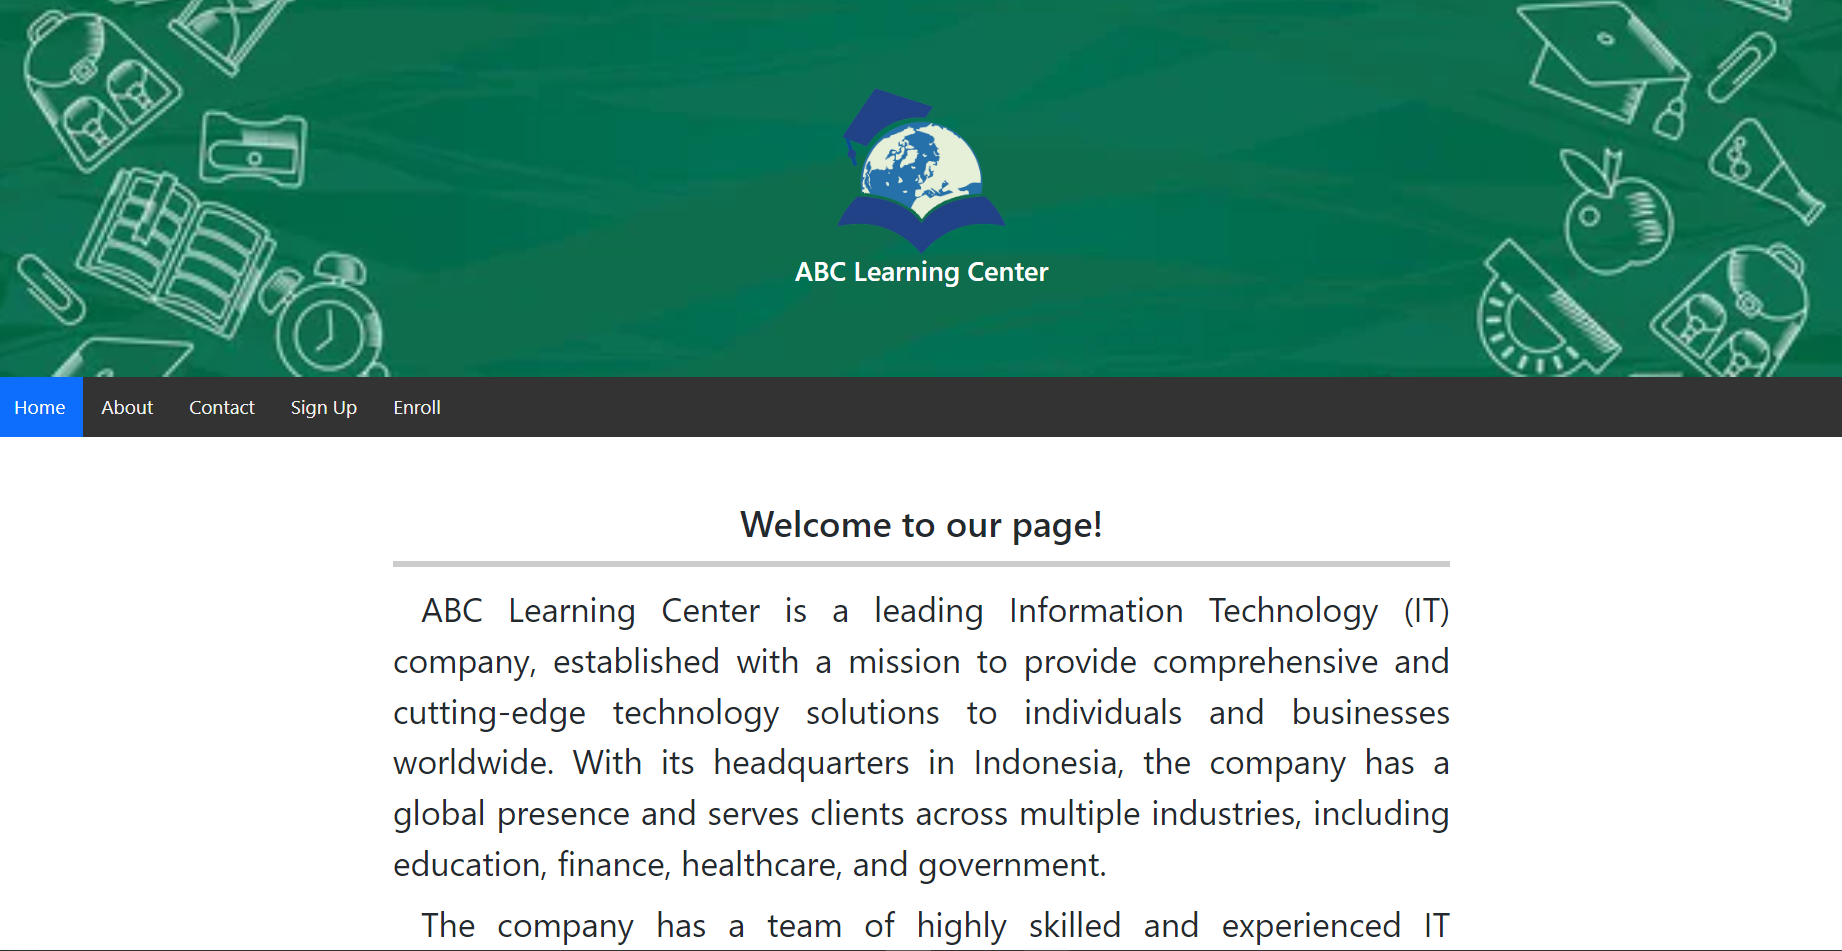 ABC Learning Center
Home About Contact Sign Up Enroll
Welcome to our page!
ABC Learning Center is a leading Information Technology (IT)
company, established with a mission to provide comprehensive and
cutting-edge technology solutions to individuals and businesses
worldwide. With its headquarters in Indonesia, the company has a
global presence and serves clients across multiple industries, including
education, finance, healthcare, and government.
The company has a team of highly skilled and experienced IT